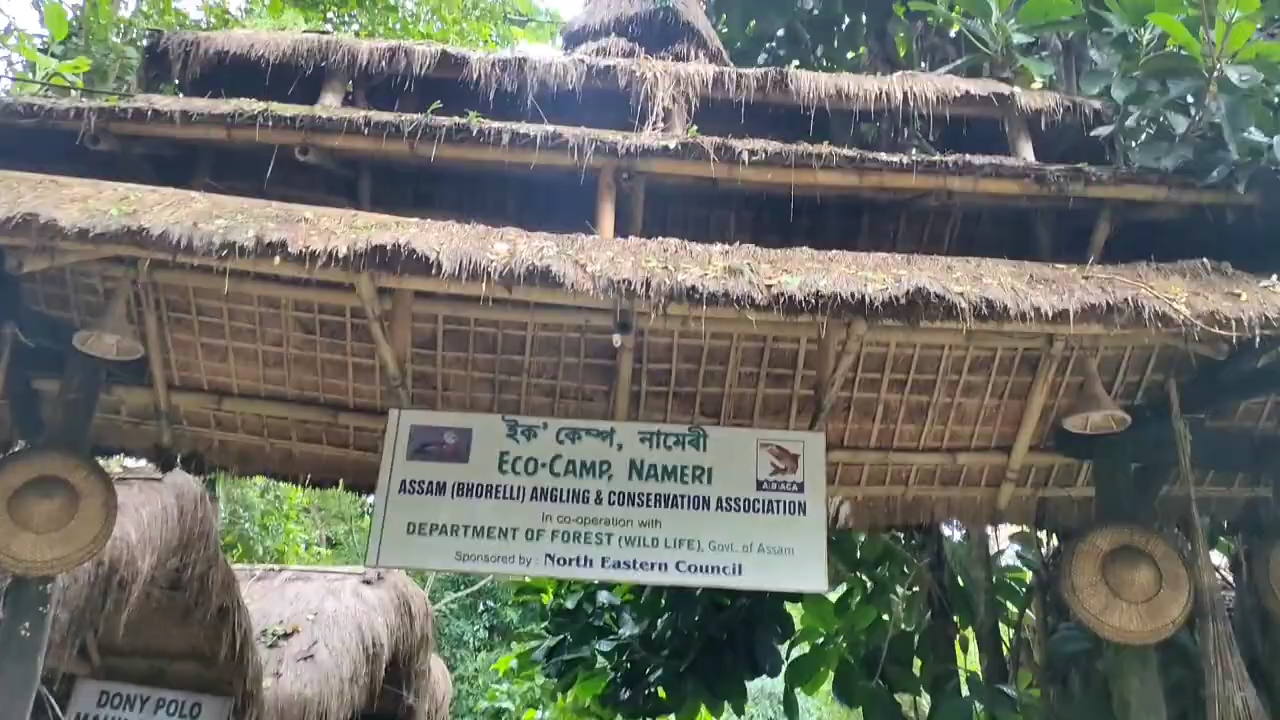 ইক' কেম্প, নামেৰী
ECO-CAMP, NAMERI
ASSAM (BHORELLI) ANGLING & CONSERVATION ASSOCIATION
In co-operation with
DEPARTMENT OF FOREST (WILD LIFE), Govt. of Assam
Sponsored by : North Eastern Council
A B A C A
DONY POLO